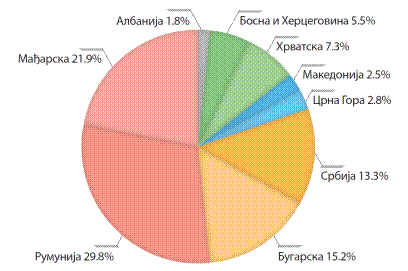 Албанија 1.8%
Босна и Херцеговина 5.5%
Хрватска 7.3%
Македонија 2.5%
Црна Гора 2.8%
Србија 13.3%
Бугарска 15.2%
Румунија 29.8%
Мађарска 21.9%